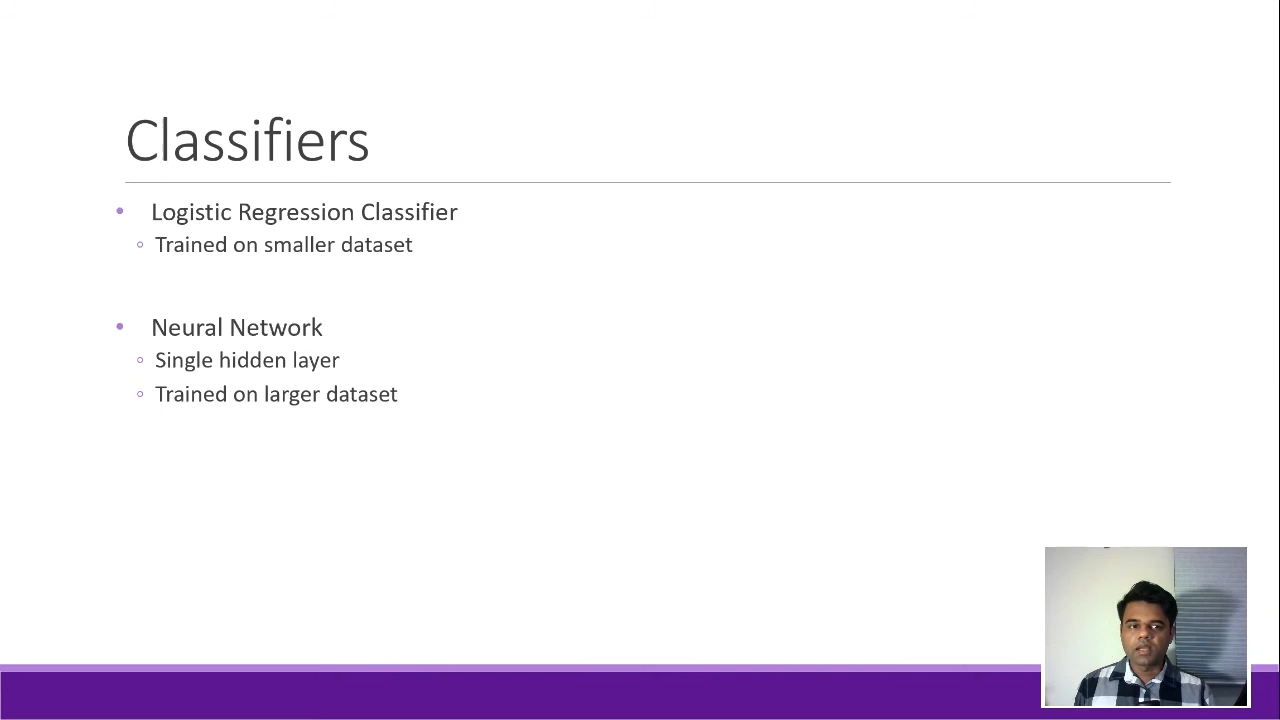 Classifiers
• Logistic Regression Classifier
◦ Trained on smaller dataset
• Neural Network
◦ Single hidden layer
◦ Trained on larger dataset